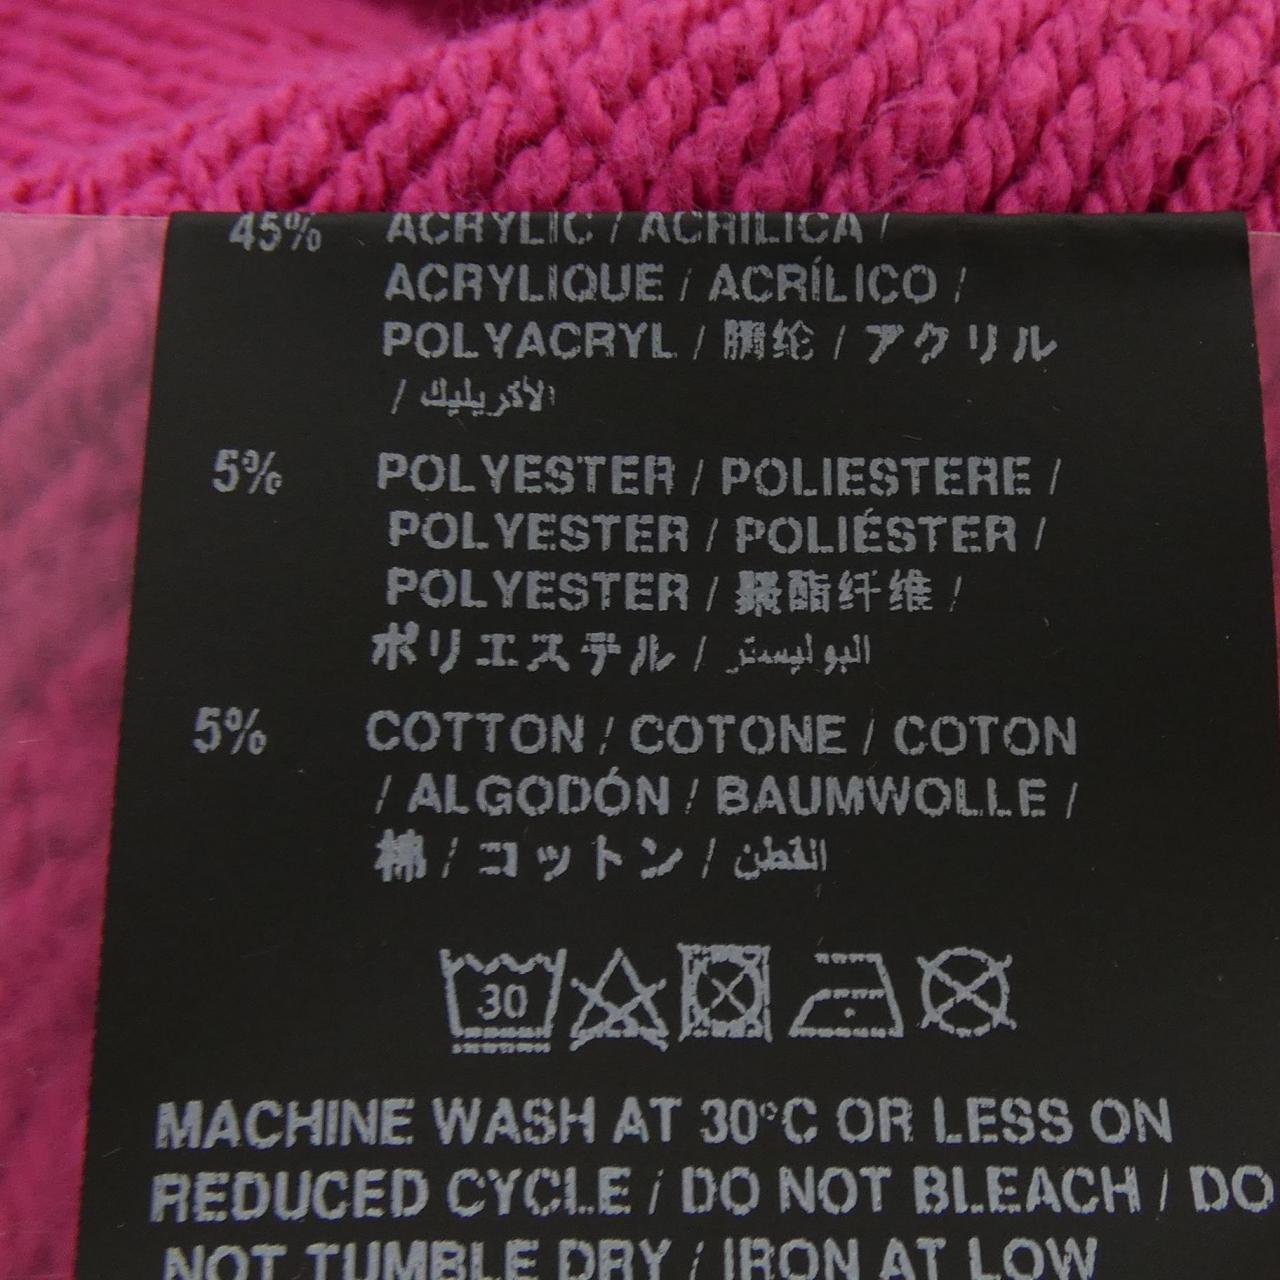 45% ACRYLIC / ACRILICA /
ACRYLIQUE / ACRÍLICO /
POLYACRYL / 腈纶 / アクリル
/ الأكريليك
5% POLYESTER / POLIESTERE /
POLYESTER / POLIÉSTER /
POLYESTER / 聚酯纤维 /
ポリエステル / البوليستر
5% COTTON / COTONE / COTON
/ ALGODÓN / BAUMWOLLE /
棉 / コットン / القطن
30
MACHINE WASH AT 30°C OR LESS ON
REDUCED CYCLE / DO NOT BLEACH / DO
NOT TUMBLE DRY / IRON AT LOW